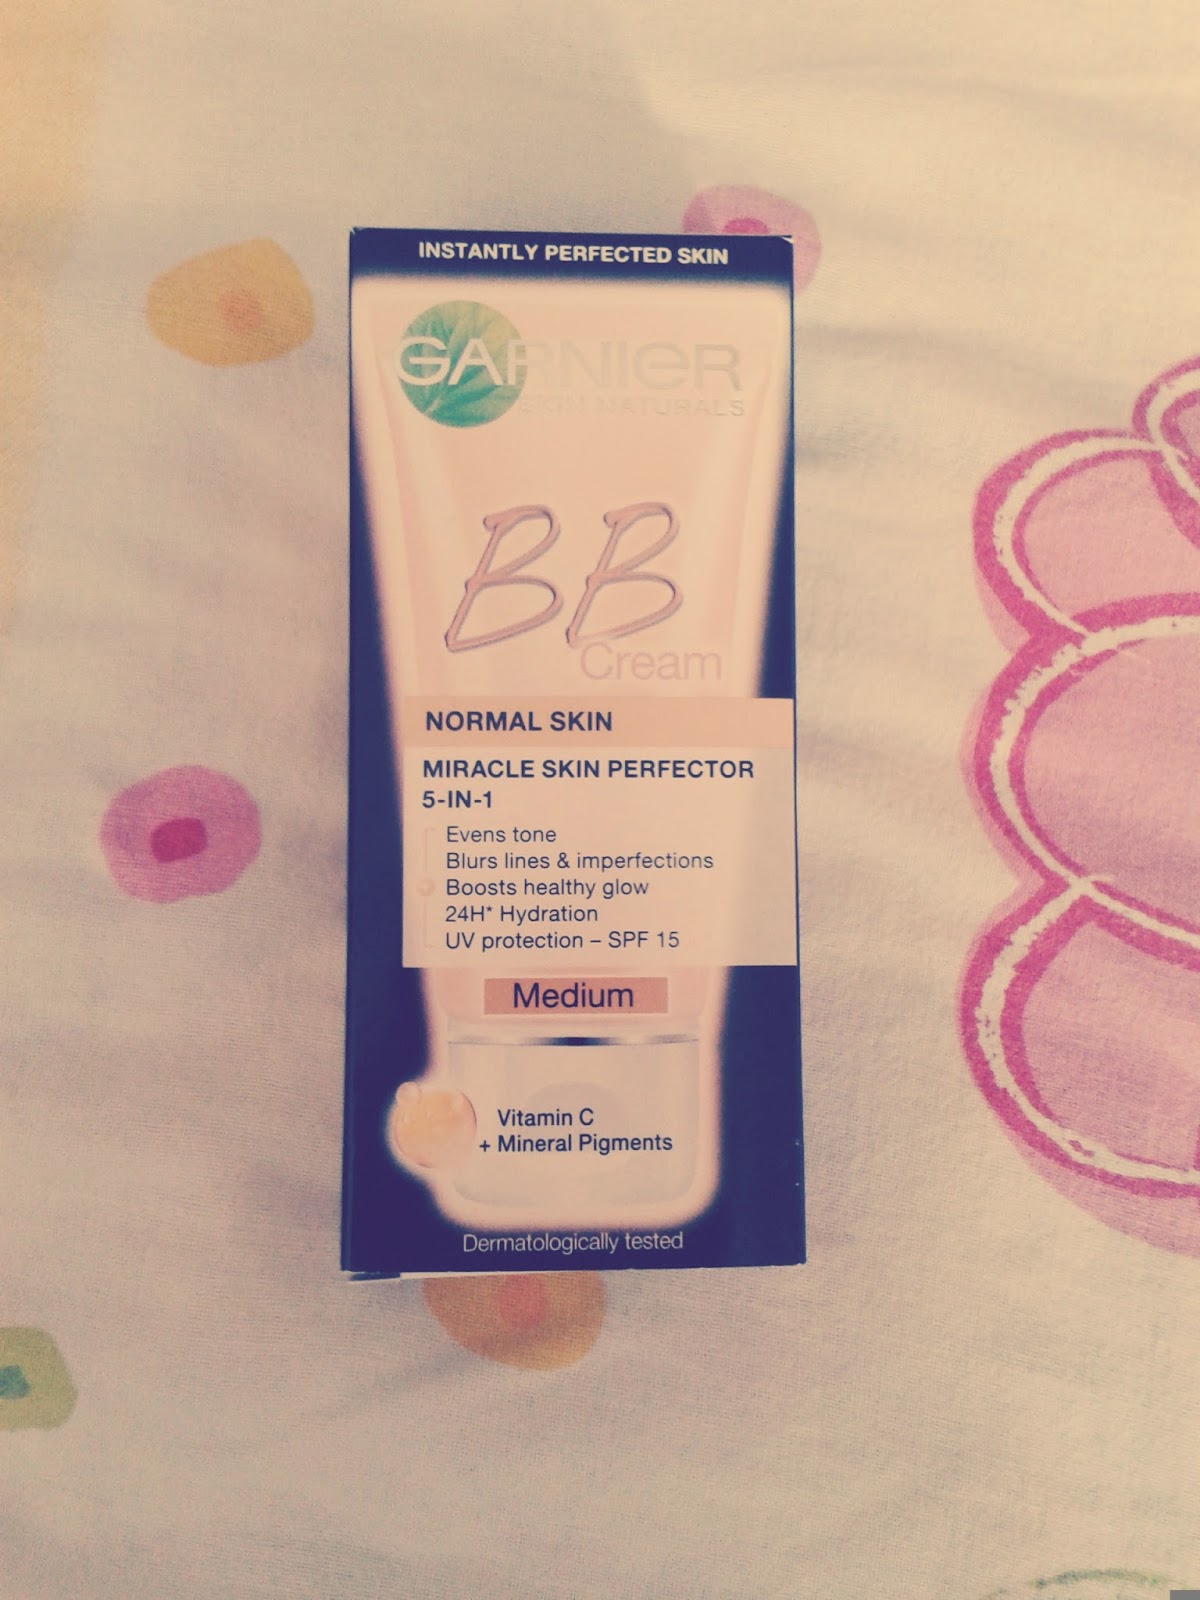 INSTANTLY PERFECTED SKIN
GARNIER
SKIN NATURALS
BB
Cream
NORMAL SKIN
MIRACLE SKIN PERFECTOR
5-IN-1
Evens tone
Blurs lines & imperfections
Boosts healthy glow
24H* Hydration
UV protection – SPF 15
Medium
Vitamin C
+ Mineral Pigments
Dermatologically tested